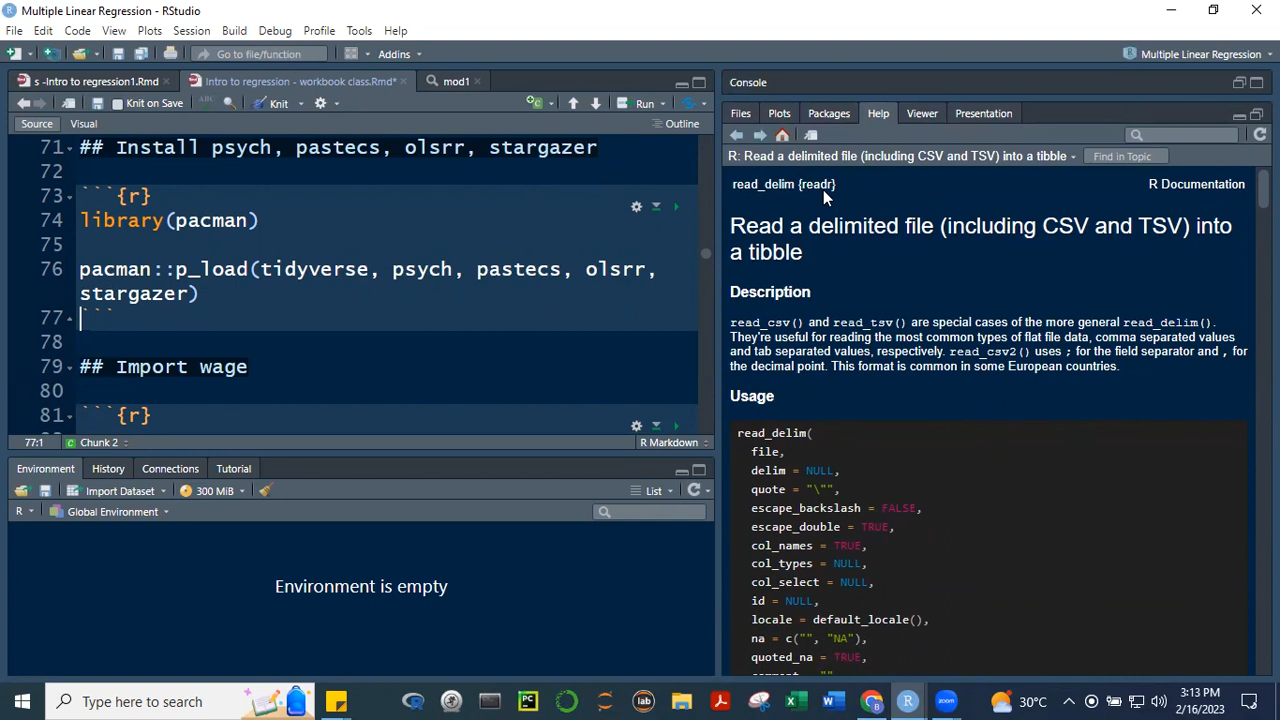 Multiple Linear Regression - RStudio
File Edit Code View Plots Session Build Debug Profile Tools Help
Go to file/function Addins Multiple Linear Regression
s -Intro to regression1.Rmd Intro to regression - workbook class.Rmd* mod1
Knit on Save ABC Knit Run
Source Visual Outline
71 ## Install psych, pastecs, olsrr, stargazer
72
73 ```{r}
74 library(pacman)
75
76 pacman::p_load(tidyverse, psych, pastecs, olsrr,
stargazer)
77 ```
78
79 ## Import wage
80
81 ```{r}
77:1 C Chunk 2 R Markdown
Environment History Connections Tutorial
Import Dataset 300 MiB List
R Global Environment
Environment is empty
Console
Files Plots Packages Help Viewer Presentation
R: Read a delimited file (including CSV and TSV) into a tibble Find in Topic
read_delim {readr} R Documentation
Read a delimited file (including CSV and TSV) into
a tibble
Description
read_csv() and read_tsv() are special cases of the more general read_delim().
They're useful for reading the most common types of flat file data, comma separated values
and tab separated values, respectively. read_csv2() uses ; for the field separator and , for
the decimal point. This format is common in some European countries.
Usage
read_delim(
file,
delim = NULL,
quote = "\"",
escape_backslash = FALSE,
escape_double = TRUE,
col_names = TRUE,
col_types = NULL,
col_select = NULL,
id = NULL,
locale = default_locale(),
na = c("", "NA"),
quoted_na = TRUE,
Type here to search PC lab W R zoom 30°C 3:13 PM
2/16/2023